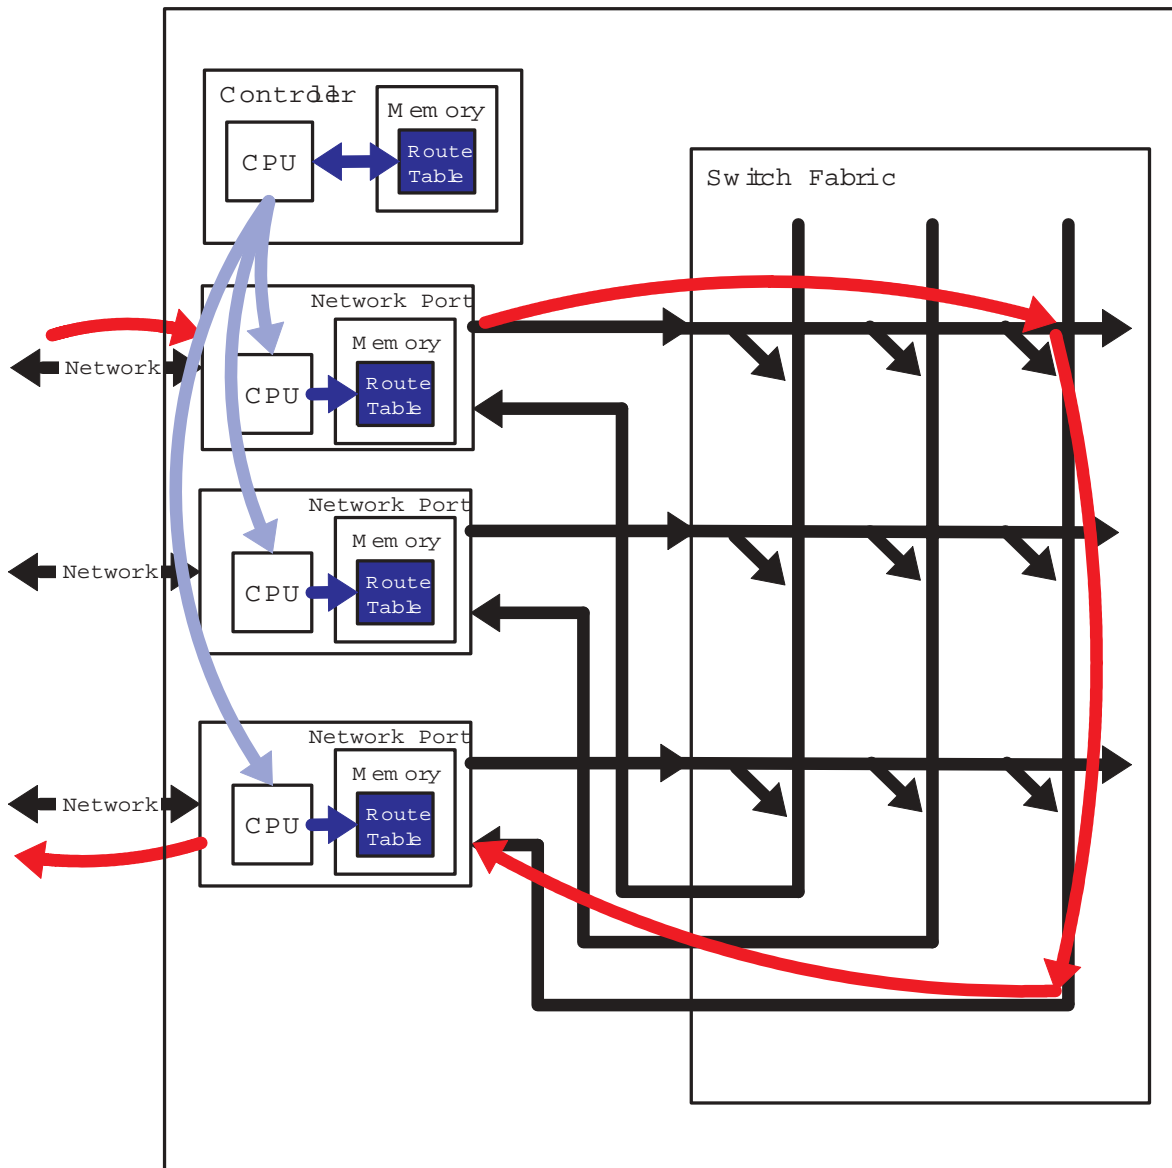 Controller
Memory
CPU
Route
Table
Switch Fabric
Network Port
Memory
Network
CPU
Route
Table
Network Port
Memory
Network
CPU
Route
Table
Network Port
Memory
Network
CPU
Route
Table